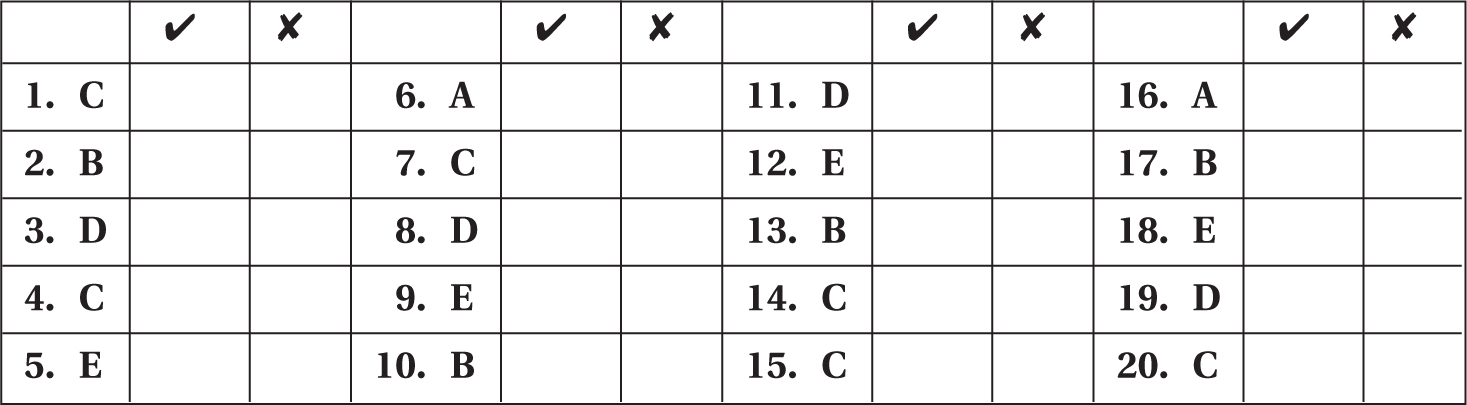 ✔ ✘ ✔ ✘ ✔ ✘ ✔ ✘
1. C 6. A 11. D 16. A
2. B 7. C 12. E 17. B
3. D 8. D 13. B 18. E
4. C 9. E 14. C 19. D
5. E 10. B 15. C 20. C